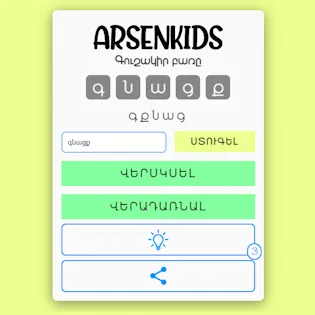 ARSENKIDS
Գուշակիր բառը
գ ն ա ց ք
գ ք ն ա ց
գնացք ՍՏՈՒԳԵԼ
ՎԵՐՍԿՍԵԼ
ՎԵՐԱԴԱՌՆԱԼ
3